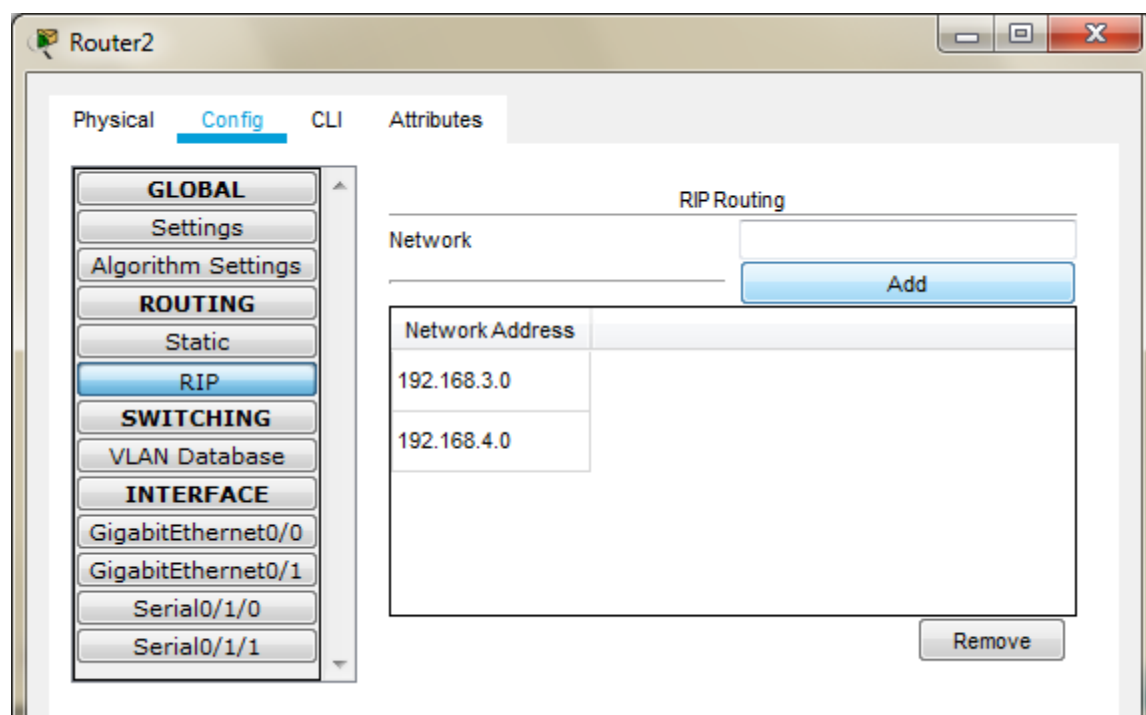 Router2
Physical Config CLI Attributes
GLOBAL
Settings
Algorithm Settings
ROUTING
Static
RIP
SWITCHING
VLAN Database
INTERFACE
GigabitEthernet0/0
GigabitEthernet0/1
Serial0/1/0
Serial0/1/1
RIP Routing
Network
Add
Network Address
192.168.3.0
192.168.4.0
Remove